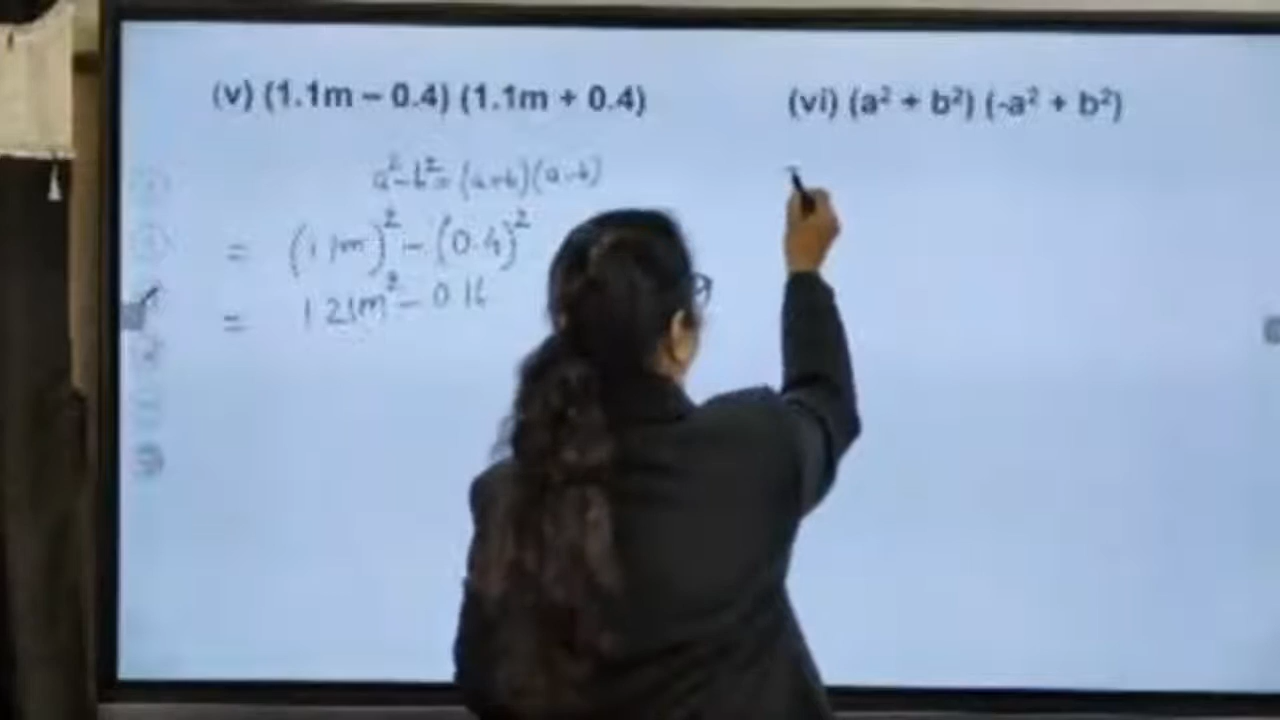 (v) (1.1m – 0.4) (1.1m + 0.4)
a²-b² = (a+b)(a-b)
= (1.1m)² - (0.4)²
= 1.21m² - 0.16
(vi) (a² + b²) (-a² + b²)